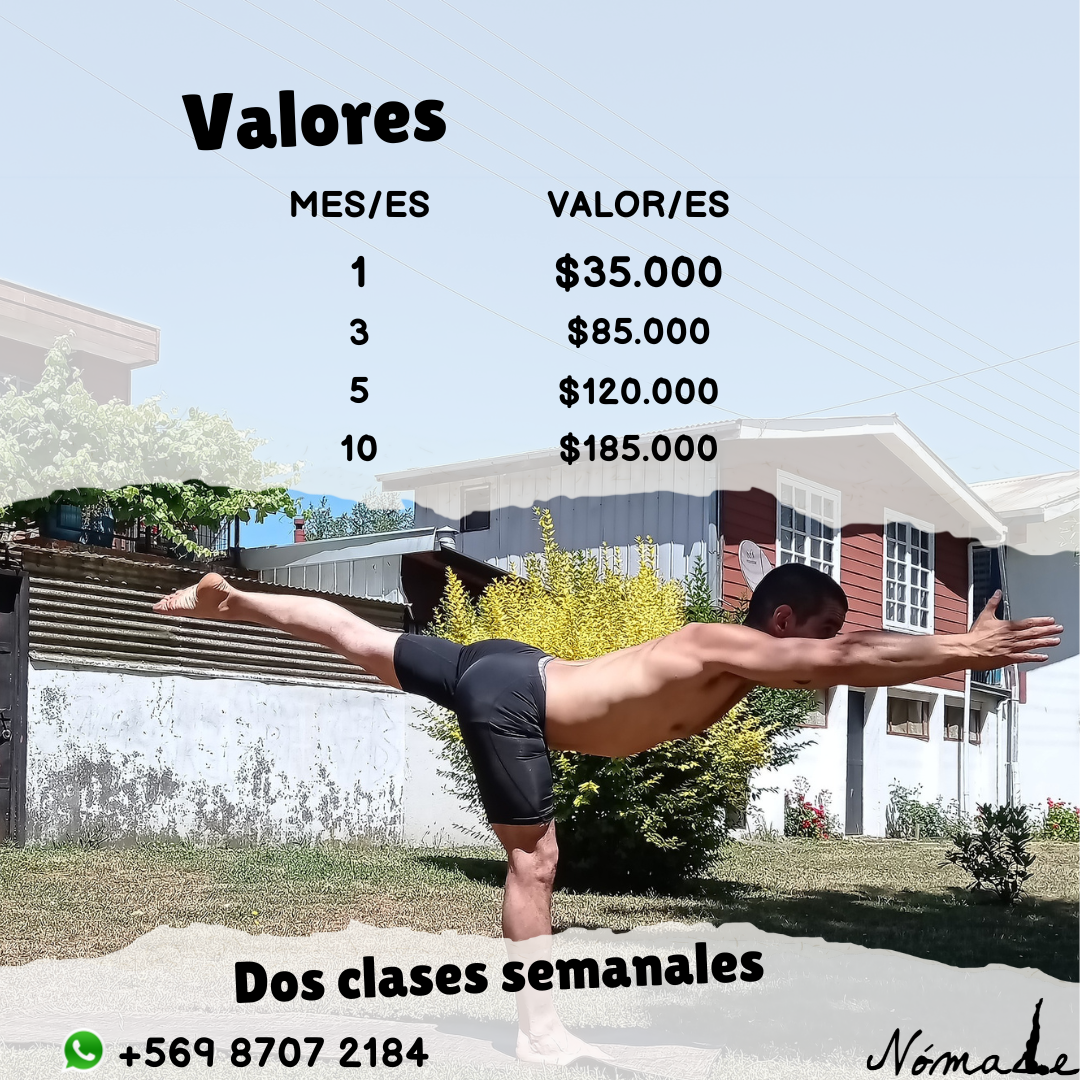 Valores
MES/ES VALOR/ES
1 $35.000
3 $85.000
5 $120.000
10 $185.000
Dos clases semanales
+569 8707 2184
Nómade